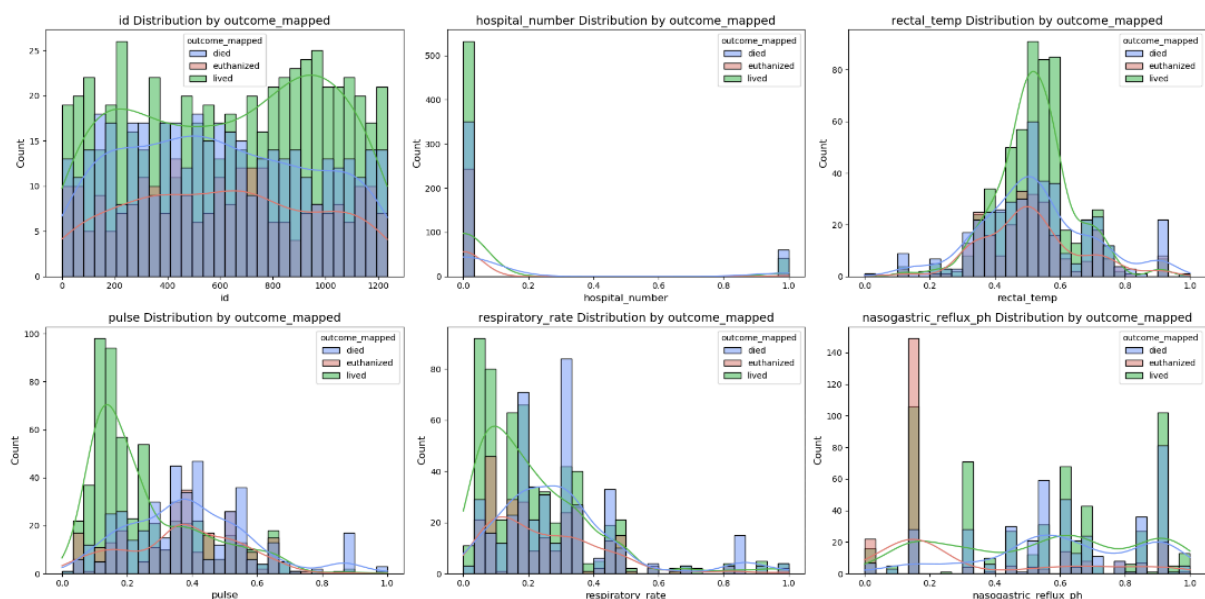 id Distribution by outcome_mapped
outcome_mapped
died
euthanized
lived
Count
25
20
15
10
5
0
0 200 400 600 800 1000 1200
id
hospital_number Distribution by outcome_mapped
outcome_mapped
died
euthanized
lived
Count
500
400
300
200
100
0
0.0 0.2 0.4 0.6 0.8 1.0
hospital_number
rectal_temp Distribution by outcome_mapped
outcome_mapped
died
euthanized
lived
Count
80
60
40
20
0
0.0 0.2 0.4 0.6 0.8 1.0
rectal_temp
pulse Distribution by outcome_mapped
outcome_mapped
died
euthanized
lived
Count
100
80
60
40
20
0
0.0 0.2 0.4 0.6 0.8 1.0
pulse
respiratory_rate Distribution by outcome_mapped
outcome_mapped
died
euthanized
lived
Count
80
60
40
20
0
0.0 0.2 0.4 0.6 0.8 1.0
respiratory_rate
nasogastric_reflux_ph Distribution by outcome_mapped
outcome_mapped
died
euthanized
lived
Count
140
120
100
80
60
40
20
0
0.0 0.2 0.4 0.6 0.8 1.0
nasogastric_reflux_ph